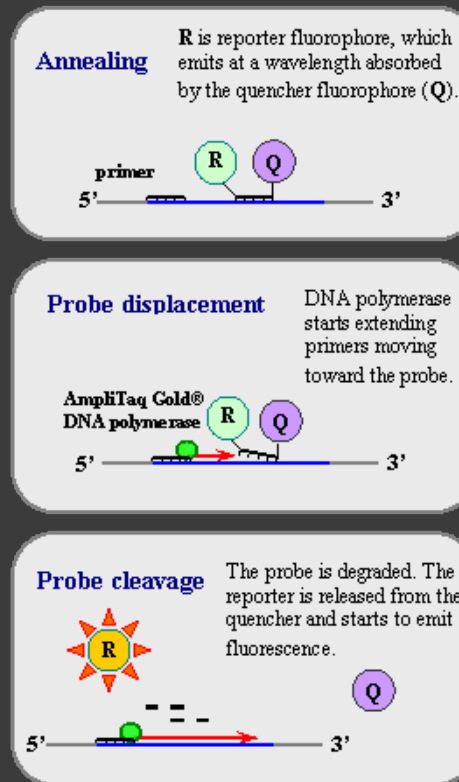 Annealing
R is reporter fluorophore, which
emits at a wavelength absorbed
by the quencher fluorophore (Q).
R
Q
primer
5’
3’
Probe displacement
DNA polymerase
starts extending
primers moving
toward the probe.
AmpliTaq Gold®
DNA polymerase
R
Q
5’
3’
Probe cleavage
The probe is degraded. The
reporter is released from the
quencher and starts to emit
fluorescence.
R
Q
5’
3’